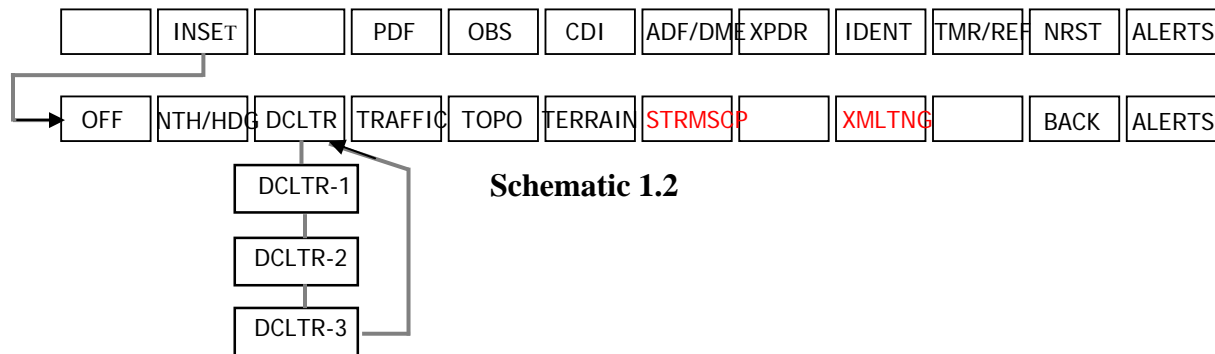 INSET PDF OBS CDI ADF/DME XPDR IDENT TMR/REF NRST ALERTS
OFF NTH/HDG DCLTR TRAFFIC TOPO TERRAIN STRMSCP XMLTNG BACK ALERTS
DCLTR-1
Schematic 1.2
DCLTR-2
DCLTR-3